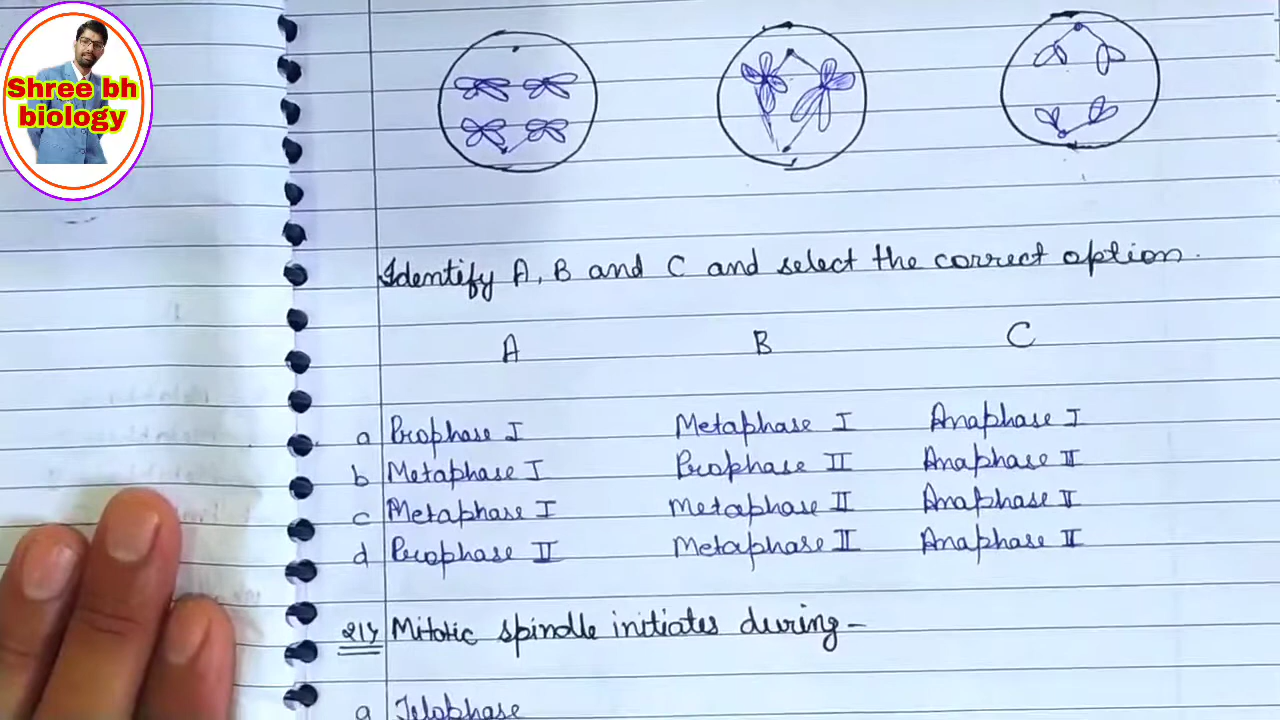 Shree bh
biology
Identify A, B and C and select the correct option.
A B C
a Prophase I Metaphase I Anaphase I
b Metaphase I Prophase II Anaphase II
c Metaphase I Metaphase II Anaphase II
d Prophase II Metaphase II Anaphase II
Mitotic spindle initiates during-
a Telophase